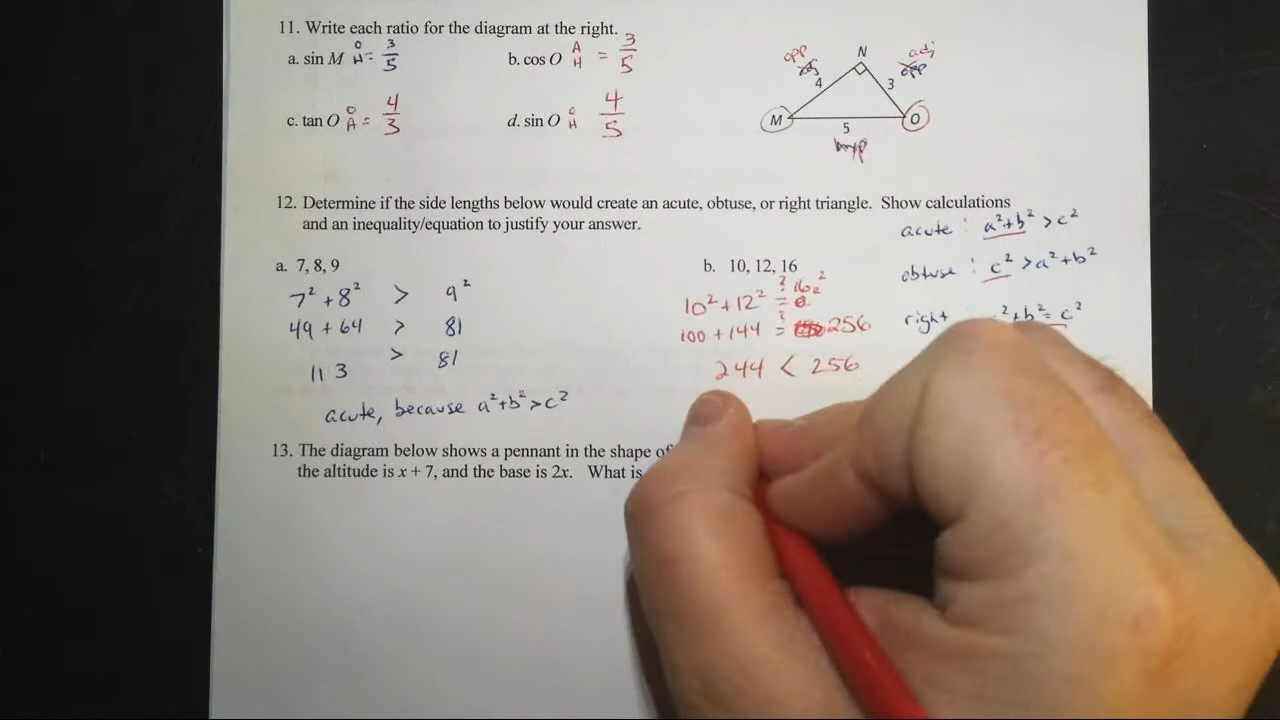 11. Write each ratio for the diagram at the right.
a. sin M O/H = 3/5
b. cos O A/H = 3/5
c. tan O O/A = 4/3
d. sin O O/H 4/5
N
opp
adj
4
3
opp
M
O
5
hyp
12. Determine if the side lengths below would create an acute, obtuse, or right triangle. Show calculations
and an inequality/equation to justify your answer.
acute : a²+b² > c²
obtuse : c² > a²+b²
right ²+b² = c²
a. 7, 8, 9
7² + 8² > 9²
49 + 64 > 81
113 > 81
acute, because a²+b² > c²
b. 10, 12, 16
10² + 12² ?= 16²
100 + 144 ?= 256
244 < 256
13. The diagram below shows a pennant in the shape of
the altitude is x + 7, and the base is 2x. What is